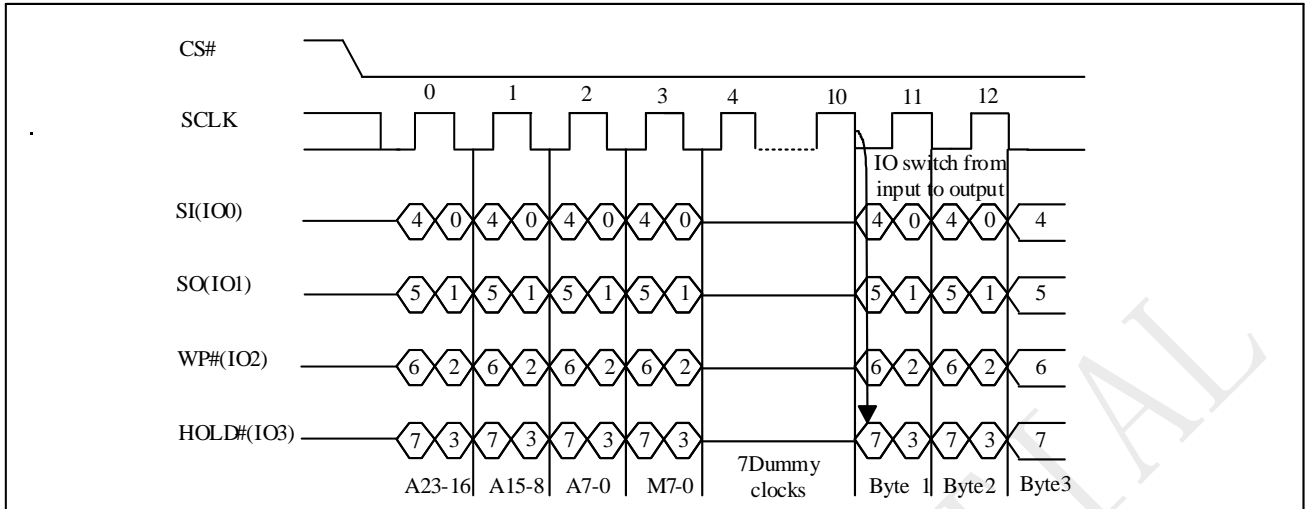 CS#
0 1 2 3 4 10 11 12
SCLK
IO switch from
input to output
SI(IO0) 4 0 4 0 4 0 4 0 4 0 4 0 4
SO(IO1) 5 1 5 1 5 1 5 1 5 1 5 1 5
WP#(IO2) 6 2 6 2 6 2 6 2 6 2 6 2 6
HOLD#(IO3) 7 3 7 3 7 3 7 3 7 3 7 3 7
A23-16 A15-8 A7-0 M7-0 7Dummy Byte 1 Byte2 Byte3
clocks
TIAL